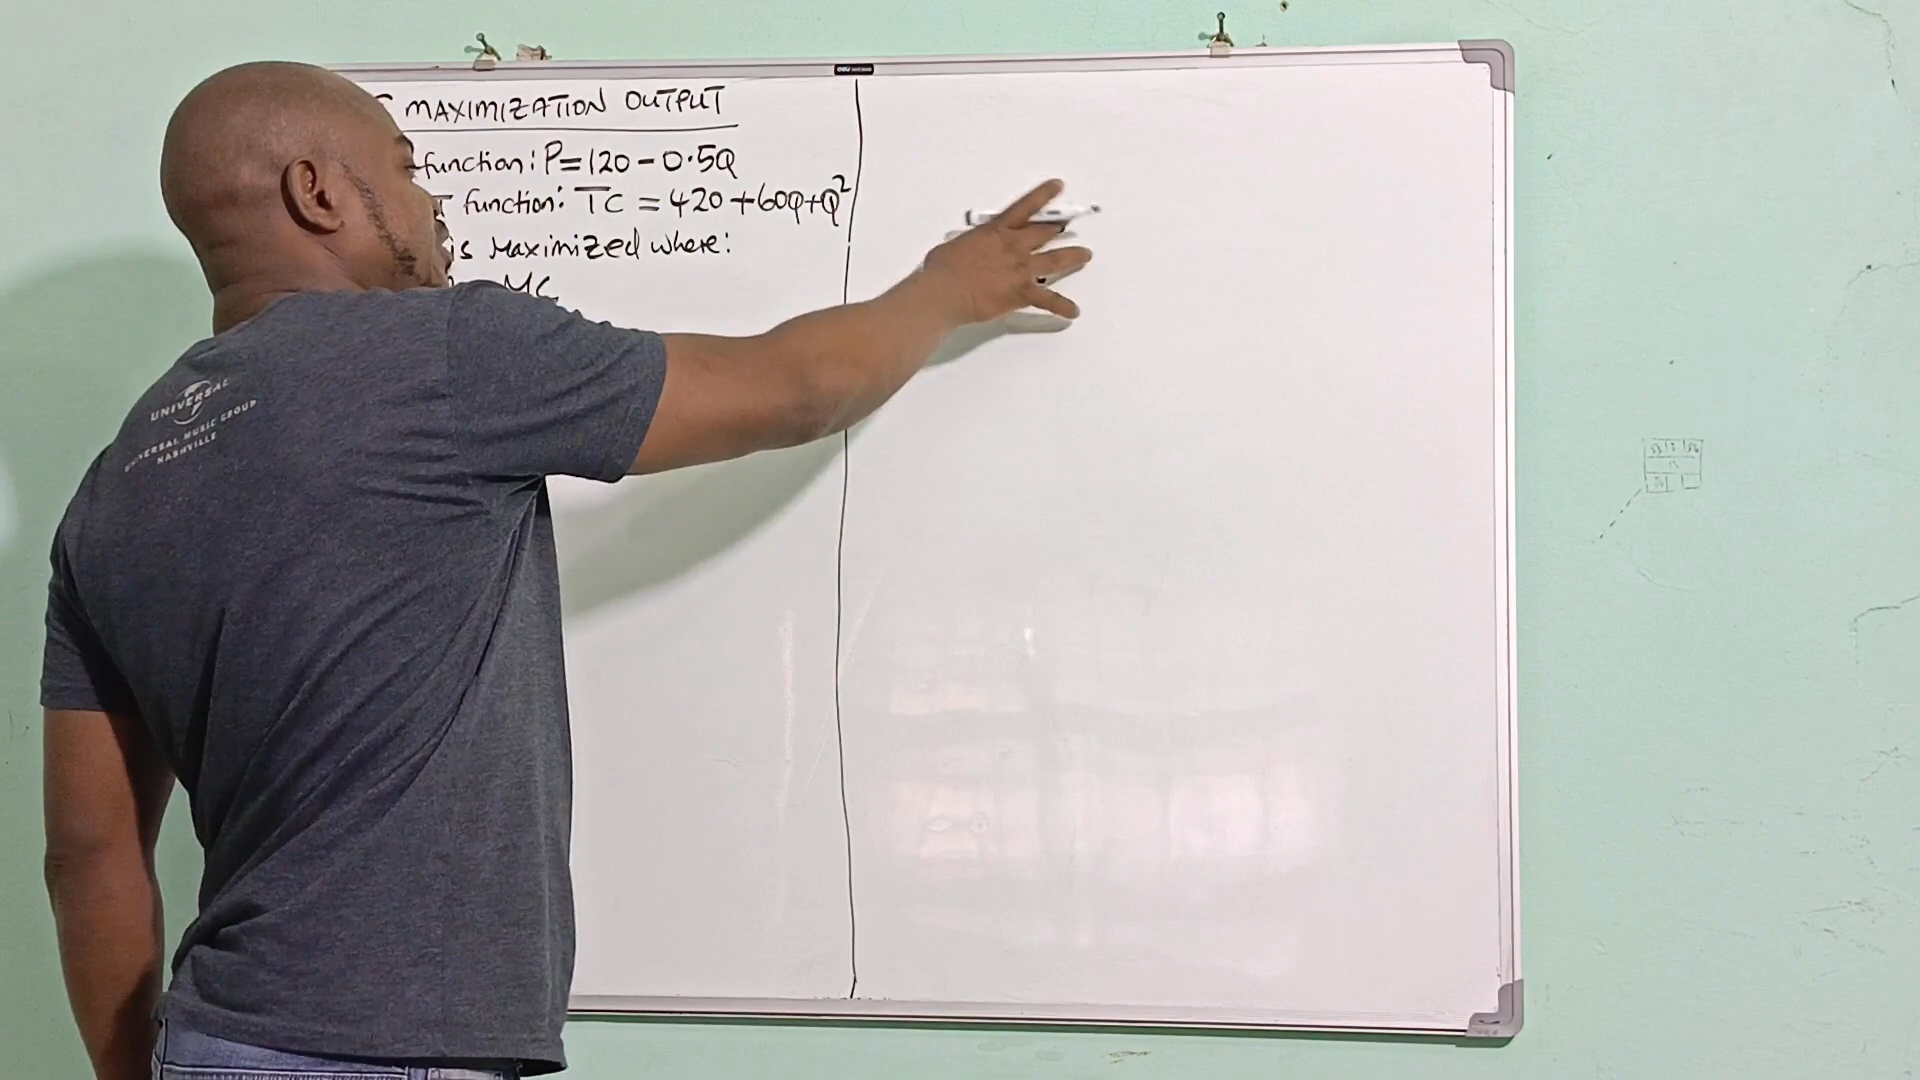 MAXIMIZATION OUTPUT
function: P=120-0.5Q
function: TC = 420+60Q+Q²
is Maximized where:
MC
UNIVERSAL
UNIVERSAL MUSIC GROUP
NASHVILLE